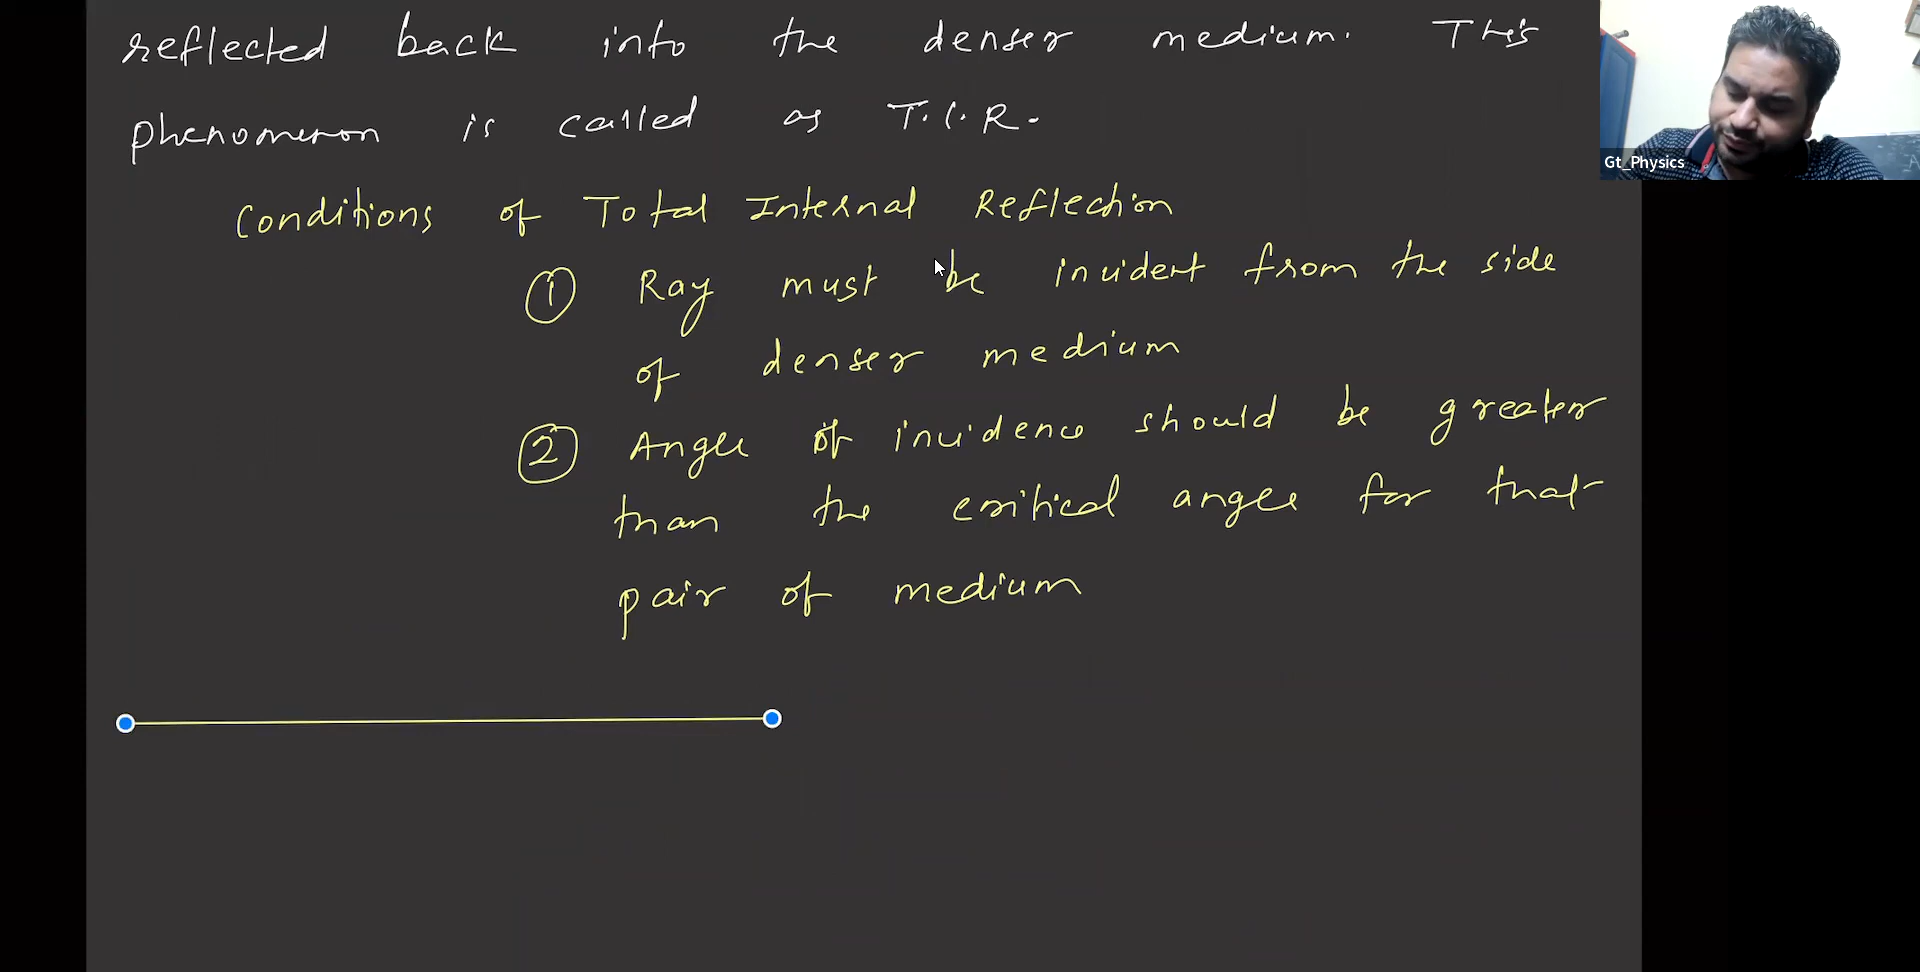 reflected back into the denser medium. This
phenomenon is called as T.I.R.
Gt_Physics
Conditions of Total Internal Reflection
① Ray must be incident from the side
of denser medium
② Angle of incidence should be greater
than the critical angle for that
pair of medium